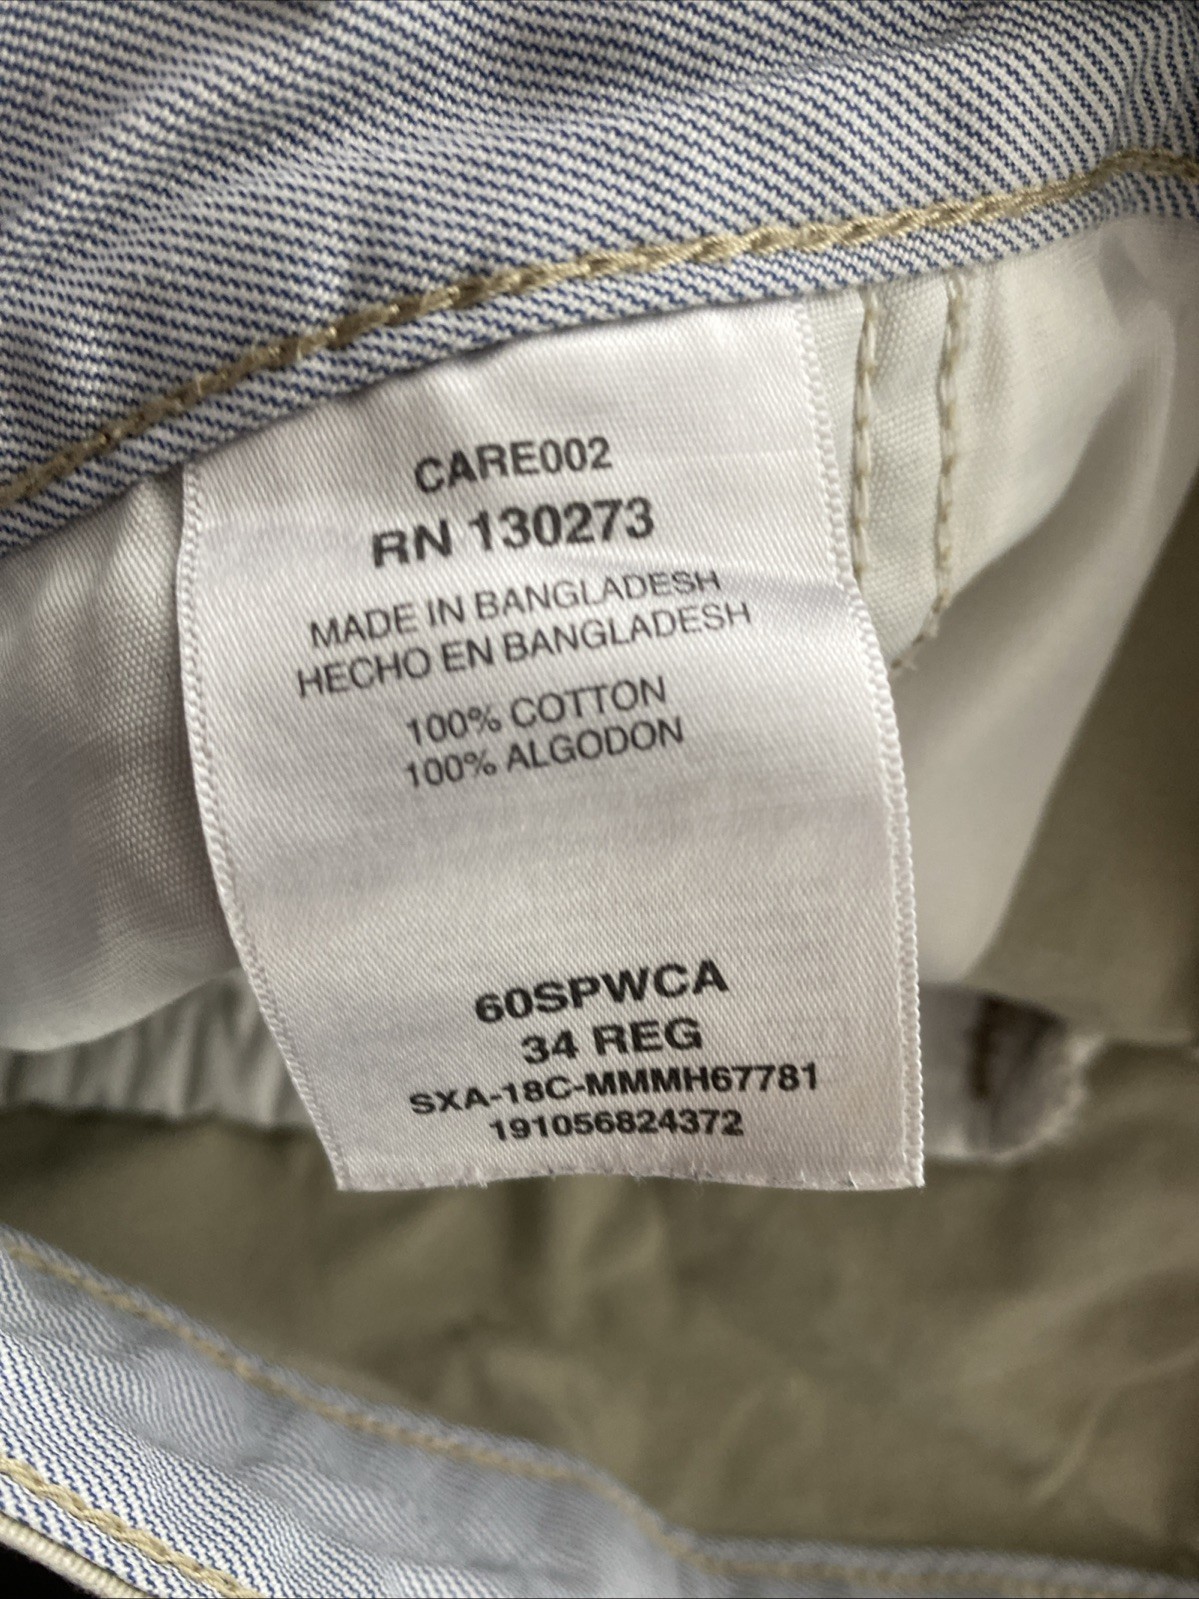 CARE002
RN 130273
MADE IN BANGLADESH
HECHO EN BANGLADESH
100% COTTON
100% ALGODON
60SPWCA
34 REG
SXA-18C-MMMH67781
191056824372